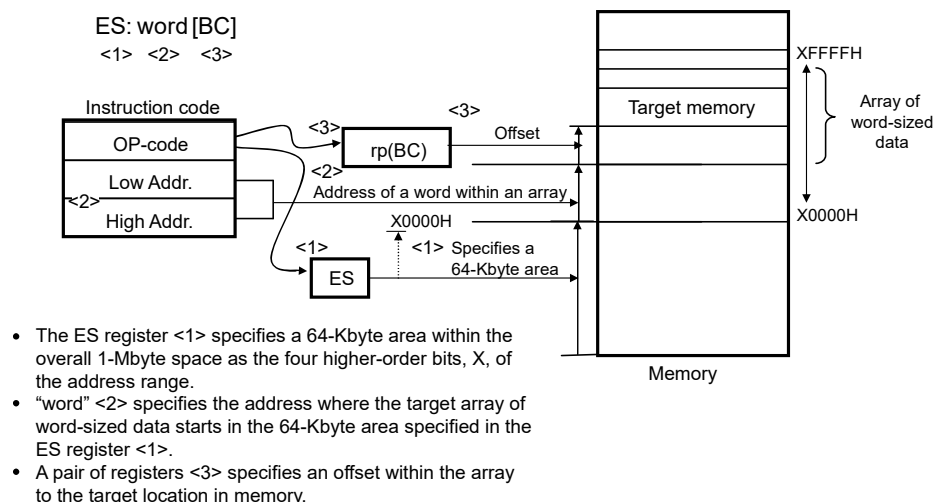 ES: word [BC]
<1> <2> <3>
XFFFFH
Array of
word-sized
data
Target memory
Instruction code
OP-code
<3>
rp(BC)
<3>
Offset
<2>
Low Addr.
Address of a word within an array
<2>
High Addr.
X0000H
X0000H
<1>
<1> Specifies a
64-Kbyte area
ES
Memory
• The ES register <1> specifies a 64-Kbyte area within the
overall 1-Mbyte space as the four higher-order bits, X, of
the address range.
• “word” <2> specifies the address where the target array of
word-sized data starts in the 64-Kbyte area specified in the
ES register <1>.
• A pair of registers <3> specifies an offset within the array
to the target location in memory.